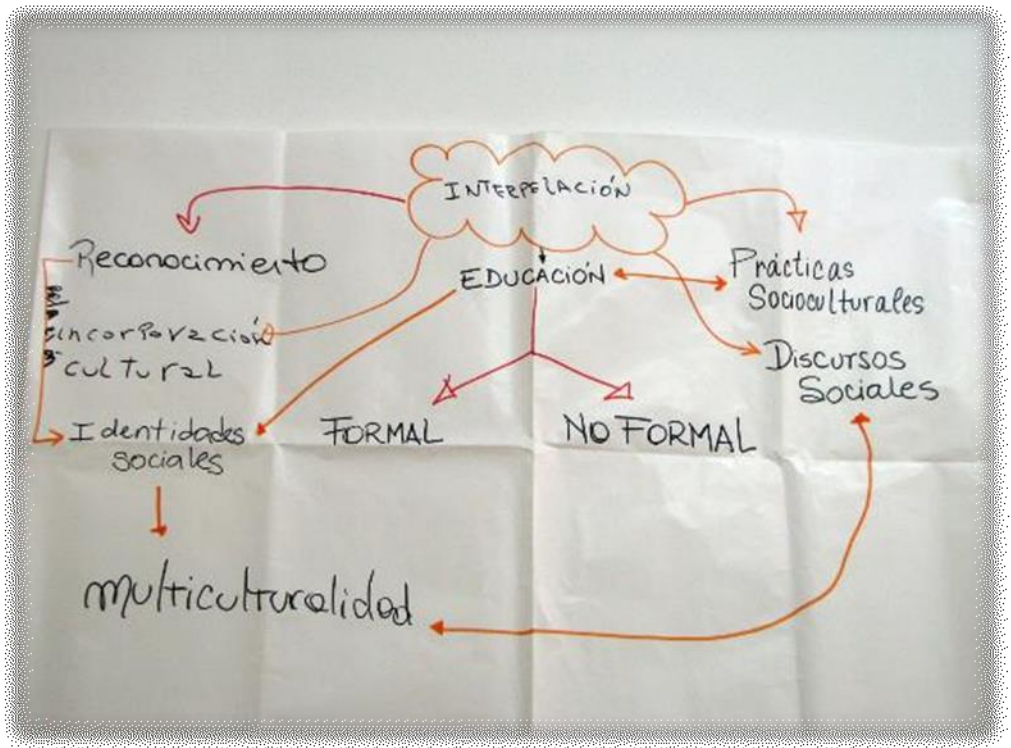 INTERPELACIÓN
Reconocimiento
EDUCACIÓN
Prácticas
Socioculturales
incorporación
cultural
Discursos
Sociales
Identidades
sociales
FORMAL
NO FORMAL
multiculturalidad